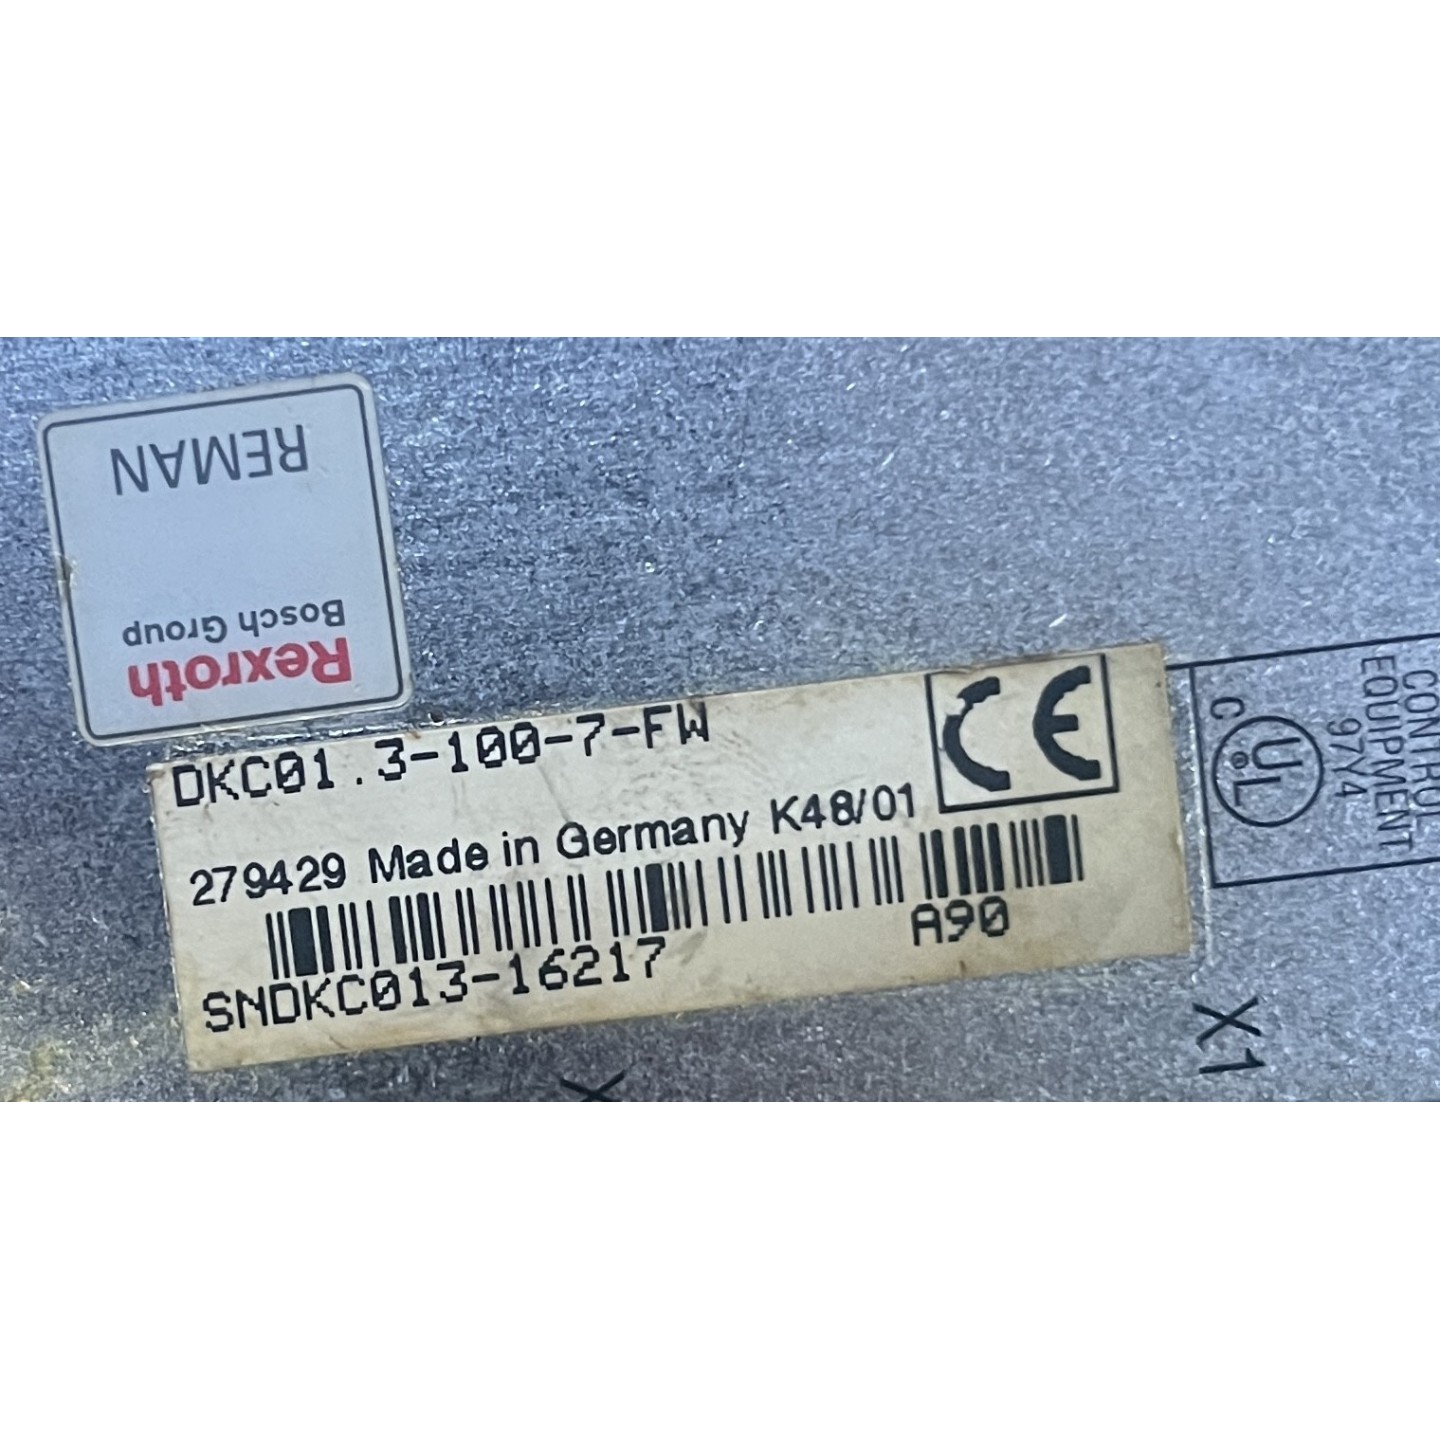 REMAN
Rexroth
Bosch Group
DKC01.3-100-7-FW
CE
279429 Made in Germany K48/01
SNDKC013-16217
A90
C UL
CONTROL
EQUIPMENT
97Y4
X1
X